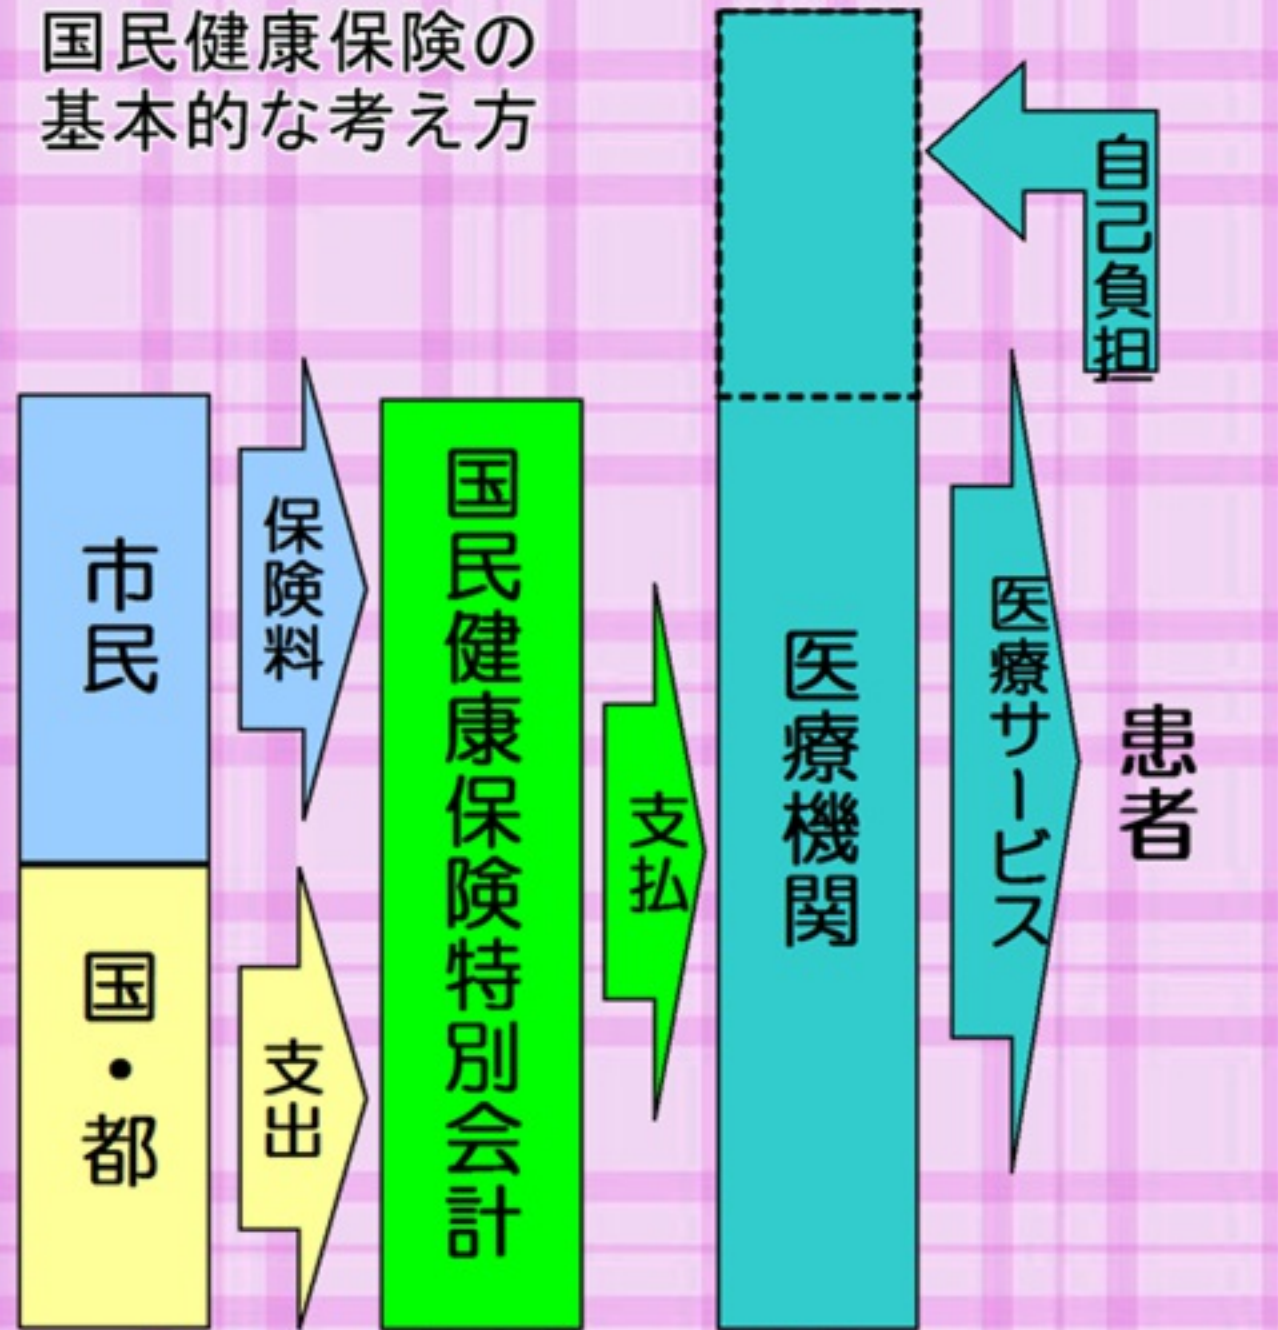 国民健康保険の
基本的な考え方
市民
保険料
国・都
支出
国民健康保険特別会計
支払
医療機関
自己負担
医療サービス
患者